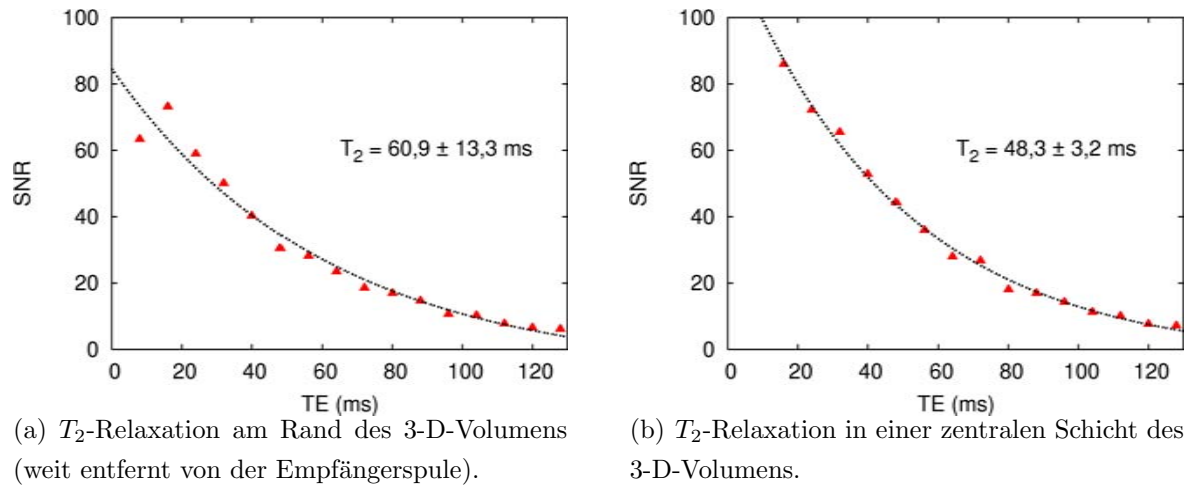 100
80
60
40
20
0
SNR
T₂ = 60,9 ± 13,3 ms
0 20 40 60 80 100 120
TE (ms)
(a) T₂-Relaxation am Rand des 3-D-Volumens
(weit entfernt von der Empfängerspule).
100
80
60
40
20
0
SNR
T₂ = 48,3 ± 3,2 ms
0 20 40 60 80 100 120
TE (ms)
(b) T₂-Relaxation in einer zentralen Schicht des
3-D-Volumens.